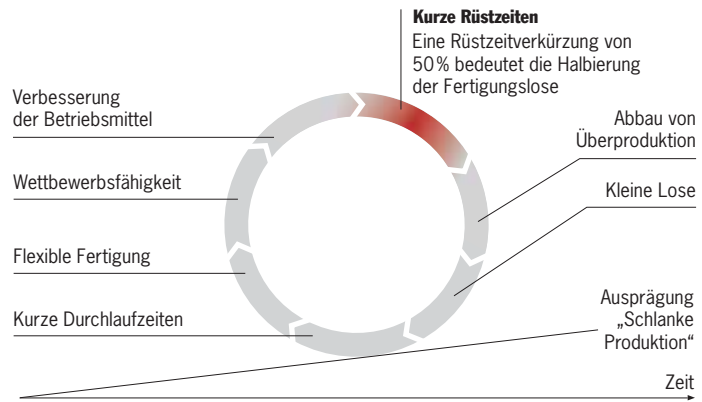 Kurze Rüstzeiten
Eine Rüstzeitverkürzung von
50% bedeutet die Halbierung
der Fertigungslose
Abbau von
Überproduktion
Kleine Lose
Ausprägung
„Schlanke
Produktion“
Zeit
Verbesserung
der Betriebsmittel
Wettbewerbsfähigkeit
Flexible Fertigung
Kurze Durchlaufzeiten